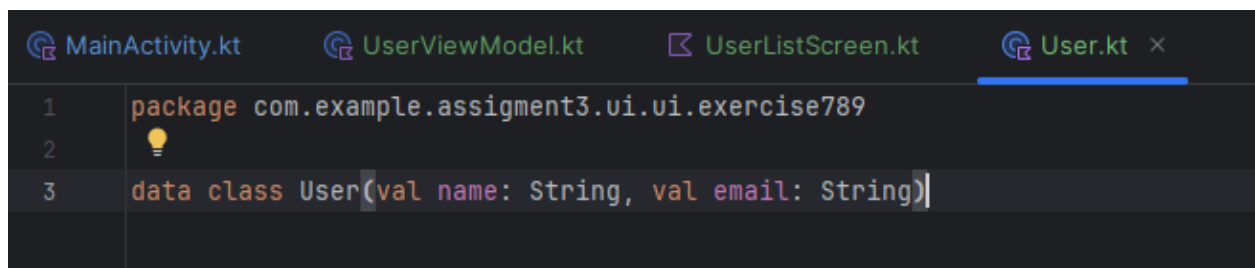 MainActivity.kt UserViewModel.kt UserListScreen.kt User.kt
1 package com.example.assigment3.ui.ui.exercise789
2
3 data class User(val name: String, val email: String)